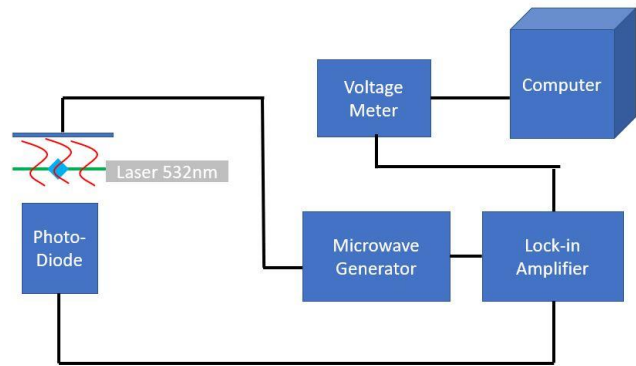 Voltage
Meter
Computer
Laser 532nm
Photo-
Diode
Microwave
Generator
Lock-in
Amplifier